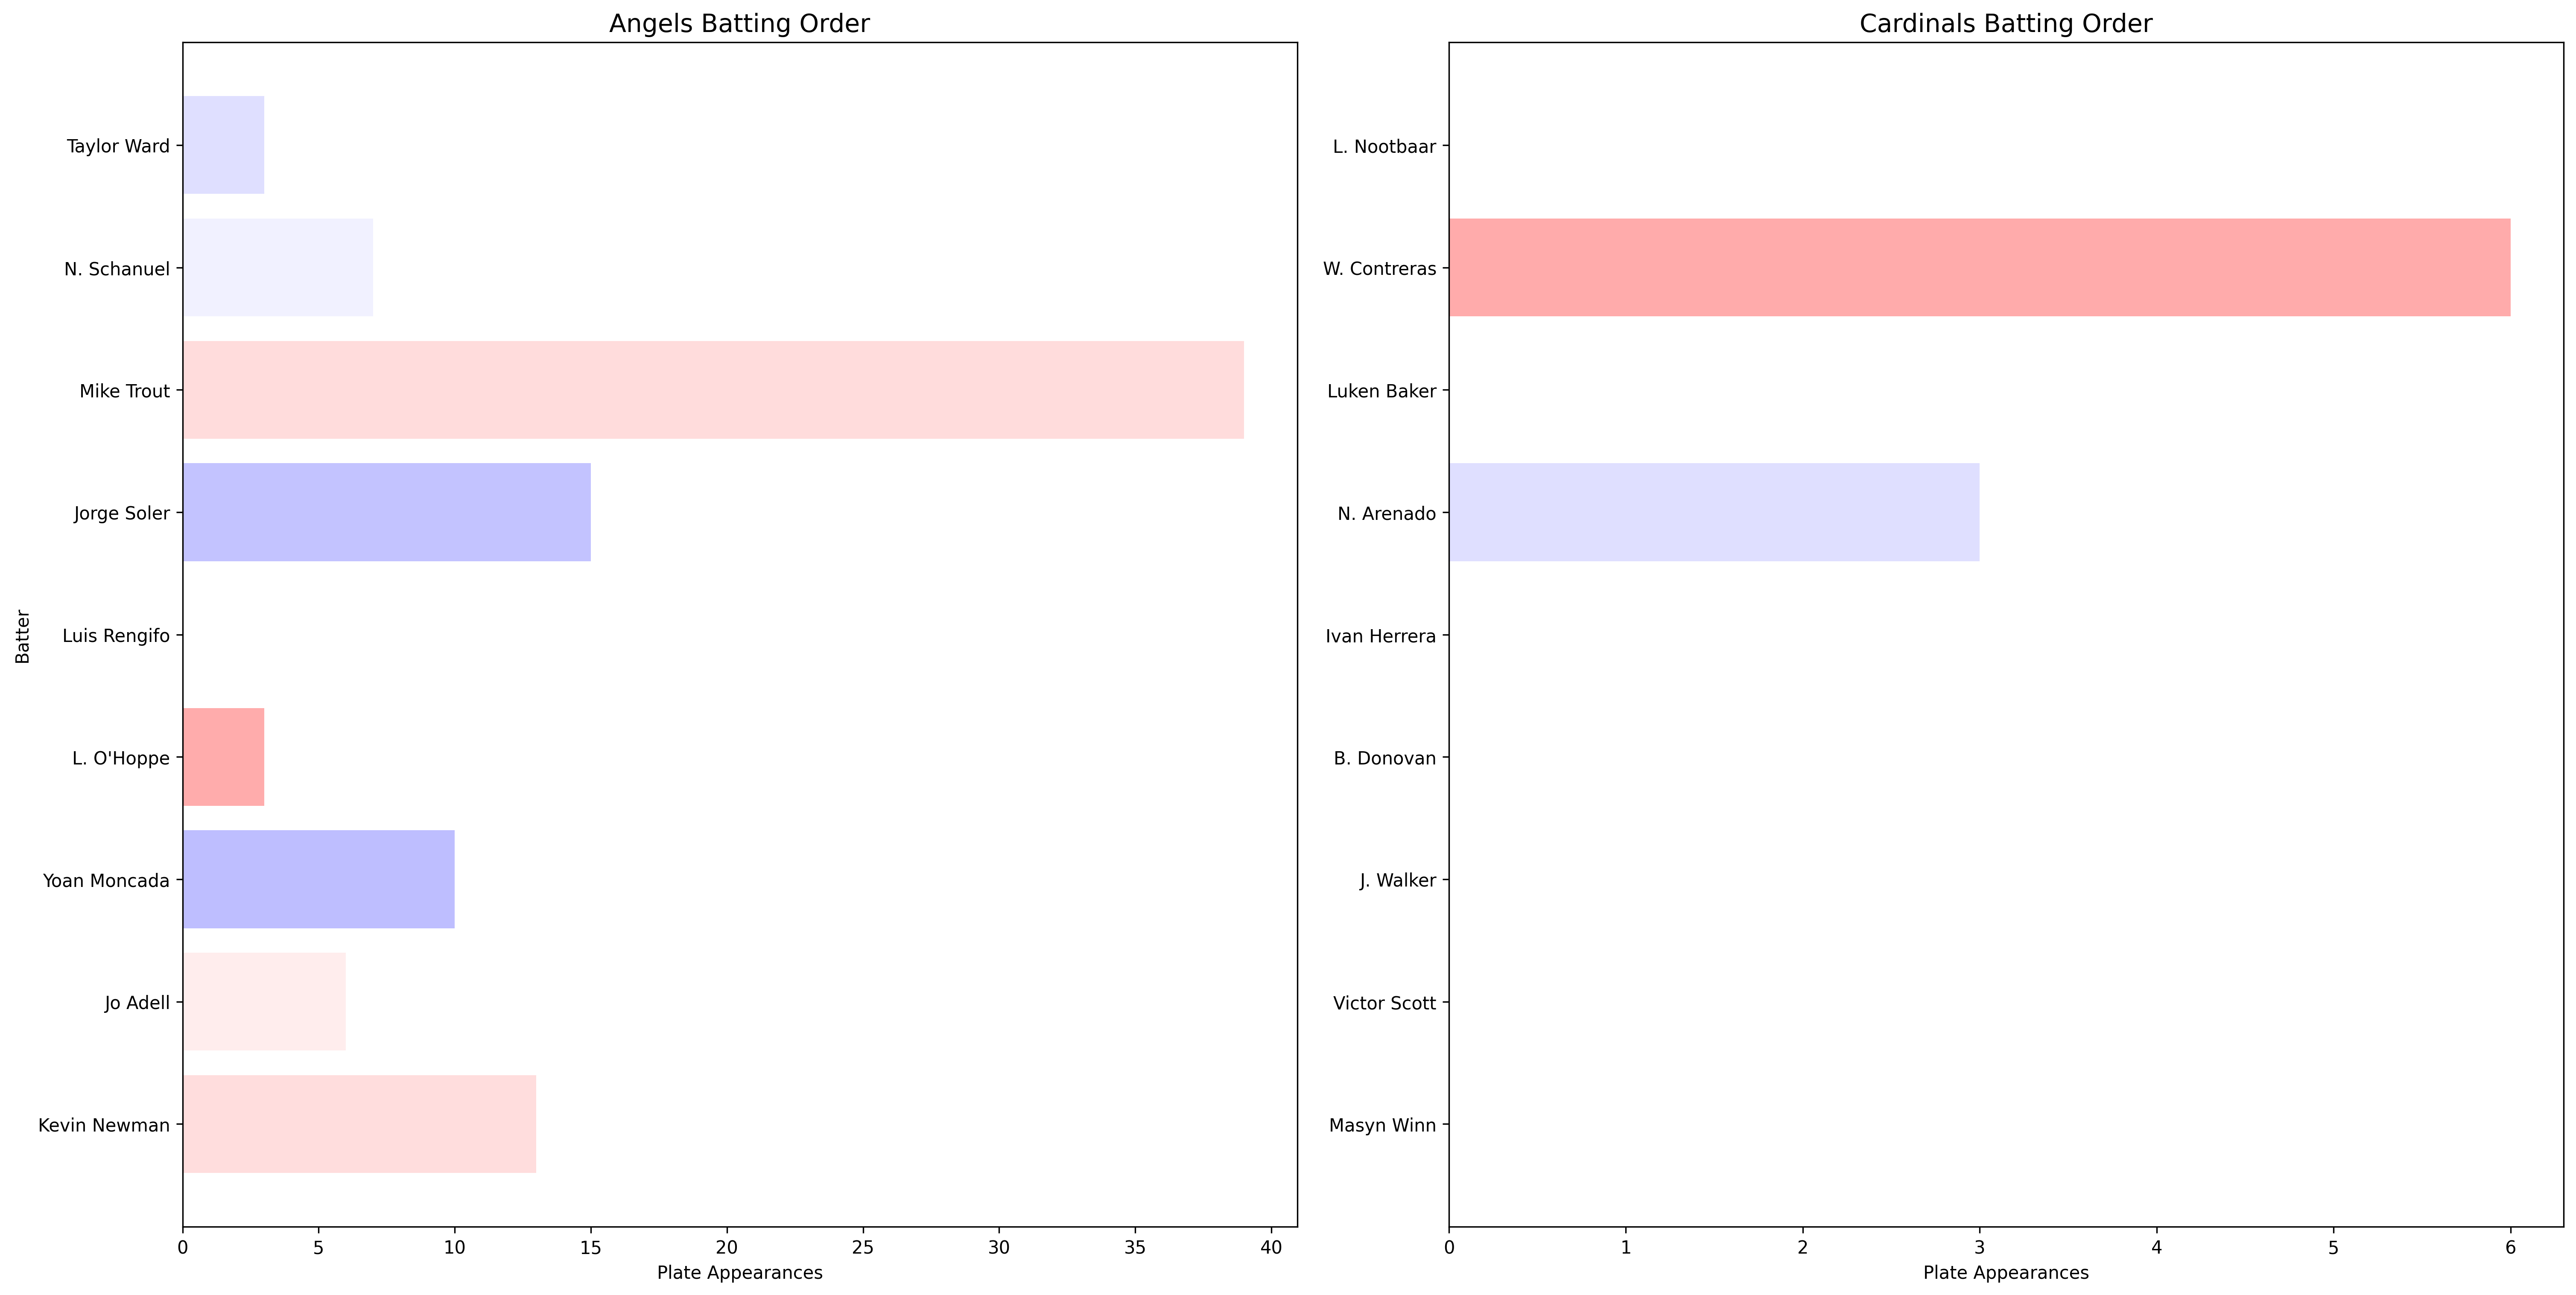 Angels Batting Order
Batter
Taylor Ward
N. Schanuel
Mike Trout
Jorge Soler
Luis Rengifo
L. O'Hoppe
Yoan Moncada
Jo Adell
Kevin Newman
0 5 10 15 20 25 30 35 40
Plate Appearances
Cardinals Batting Order
L. Nootbaar
W. Contreras
Luken Baker
N. Arenado
Ivan Herrera
B. Donovan
J. Walker
Victor Scott
Masyn Winn
0 1 2 3 4 5 6
Plate Appearances